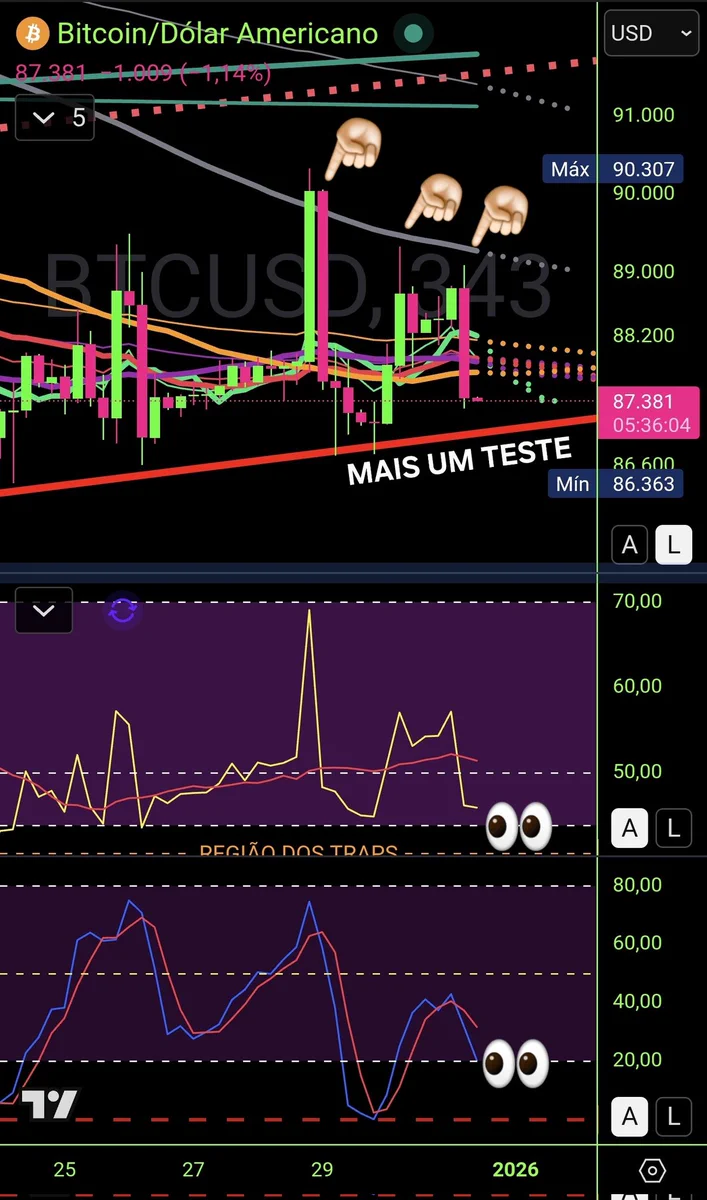 Bitcoin/Dólar Americano
USD
87.381 −1.009 (−1,14%)
5
91.000
Máx 90.307
90.000
BTCUSD, 343
89.000
88.200
87.381
05:36:04
MAIS UM TESTE
86.600
Mín 86.363
A L
70,00
60,00
50,00
A L
REGIÃO DOS TRAPS
80,00
60,00
40,00
20,00
A L
25 27 29 2026